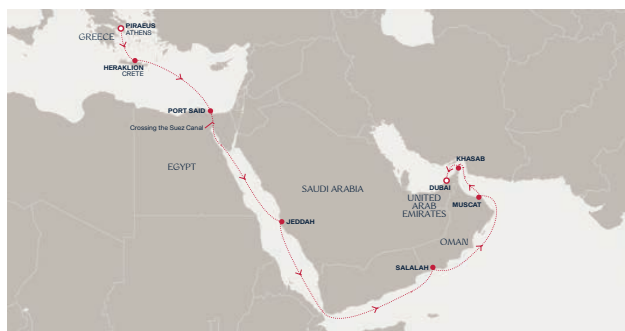 PIRAEUS
ATHENS
GREECE
HERAKLION
CRETE
PORT SAID
Crossing the Suez Canal
EGYPT
SAUDI ARABIA
JEDDAH
KHASAB
DUBAI
UNITED
ARAB
EMIRATES
MUSCAT
OMAN
SALALAH